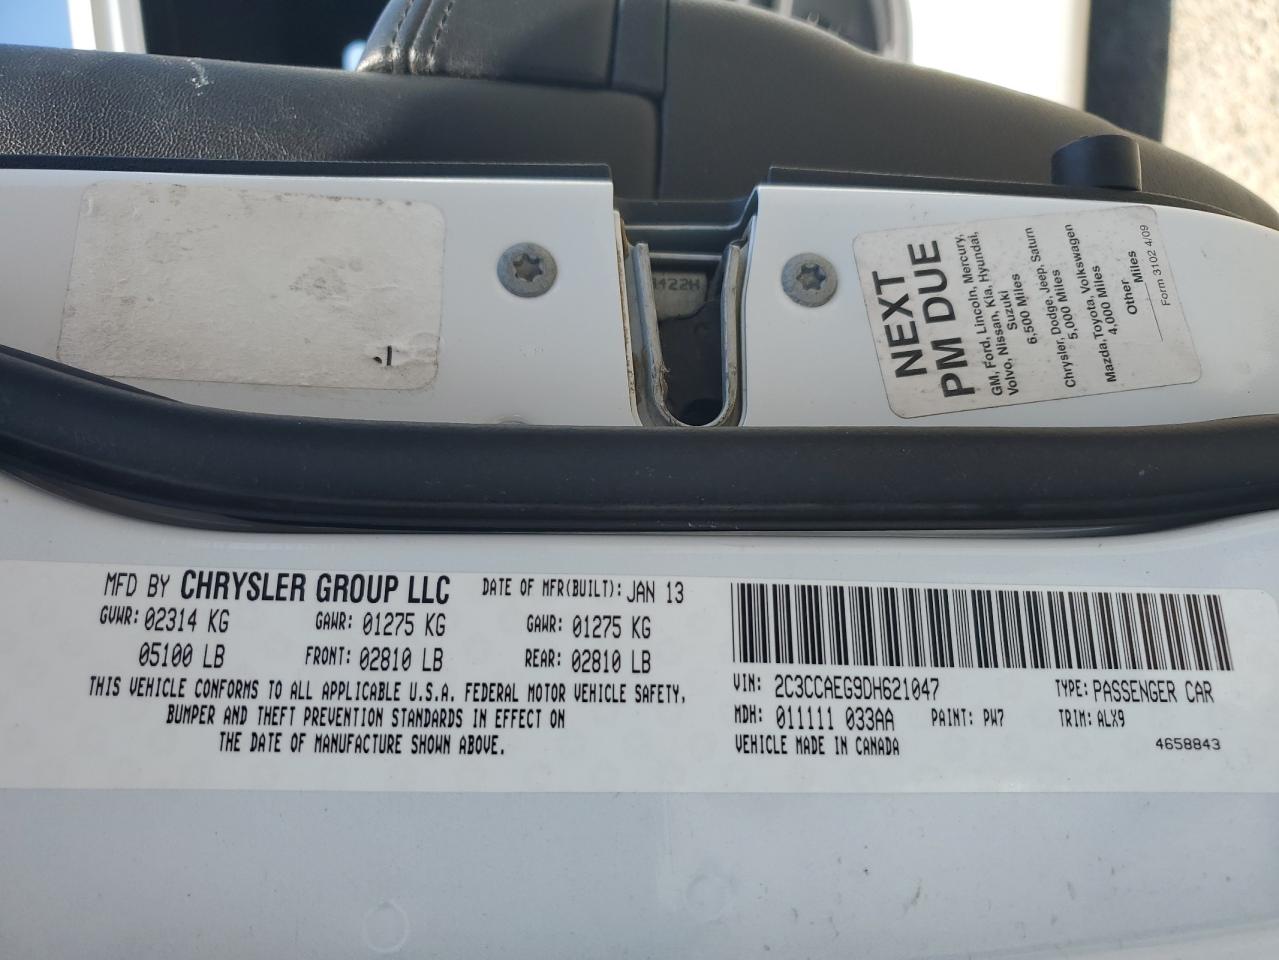 422H
NEXT
PM DUE
GM, Ford, Lincoln, Mercury,
Volvo, Nissan, Kia, Hyundai,
Suzuki
6,500 Miles
Chrysler, Dodge, Jeep, Saturn
5,000 Miles
Mazda, Toyota, Volkswagen
4,000 Miles
Other
Miles
Form 3102 4/09
MFD BY CHRYSLER GROUP LLC DATE OF MFR(BUILT): JAN 13
GVWR: 02314 KG GAWR: 01275 KG GAWR: 01275 KG
05100 LB FRONT: 02810 LB REAR: 02810 LB
THIS VEHICLE CONFORMS TO ALL APPLICABLE U.S.A. FEDERAL MOTOR VEHICLE SAFETY,
BUMPER AND THEFT PREVENTION STANDARDS IN EFFECT ON
THE DATE OF MANUFACTURE SHOWN ABOVE.
VIN: 2C3CCAEG9DH621047 TYPE: PASSENGER CAR
MDH: 011111 033AA PAINT: PW7 TRIM: ALX9
VEHICLE MADE IN CANADA 4658843